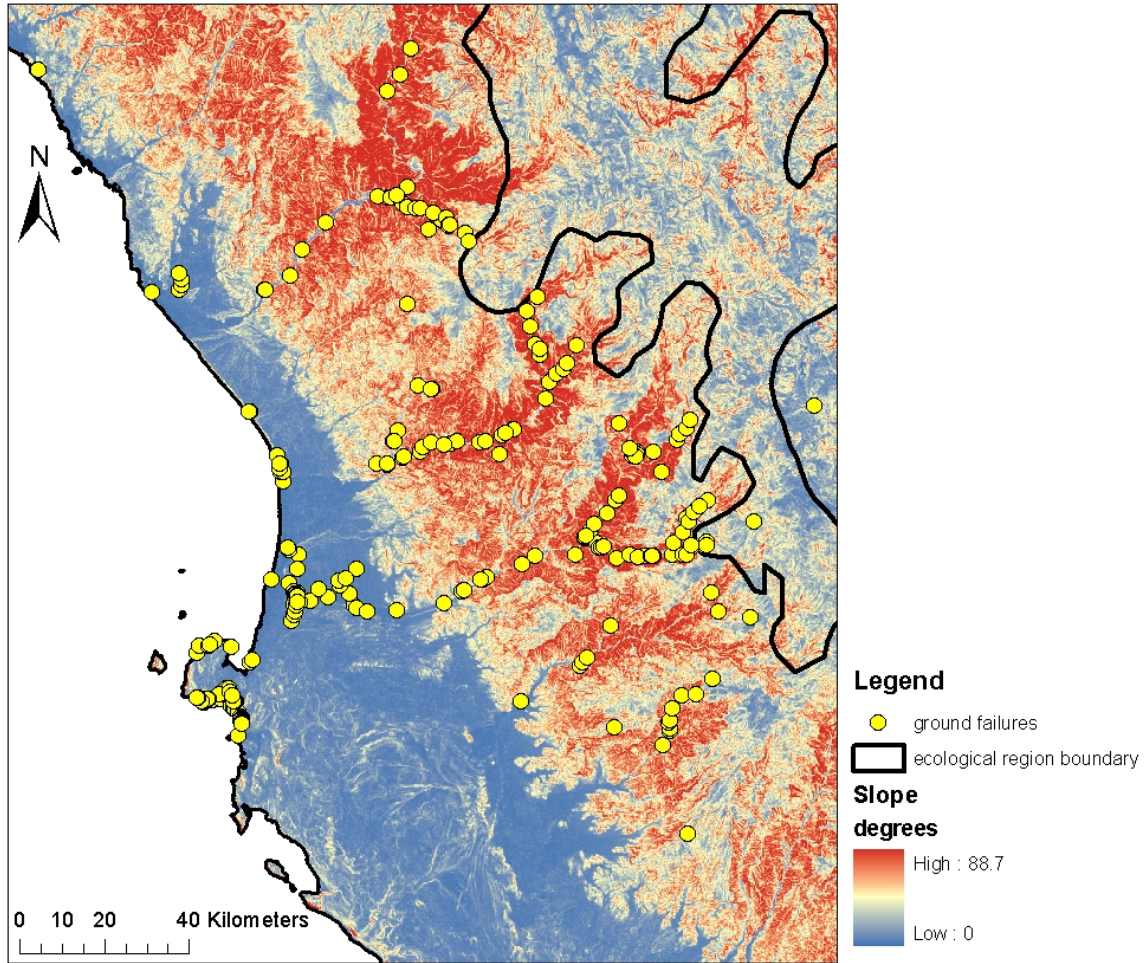 N
0 10 20 40 Kilometers
Legend
ground failures
ecological region boundary
Slope
degrees
High : 88.7
Low : 0